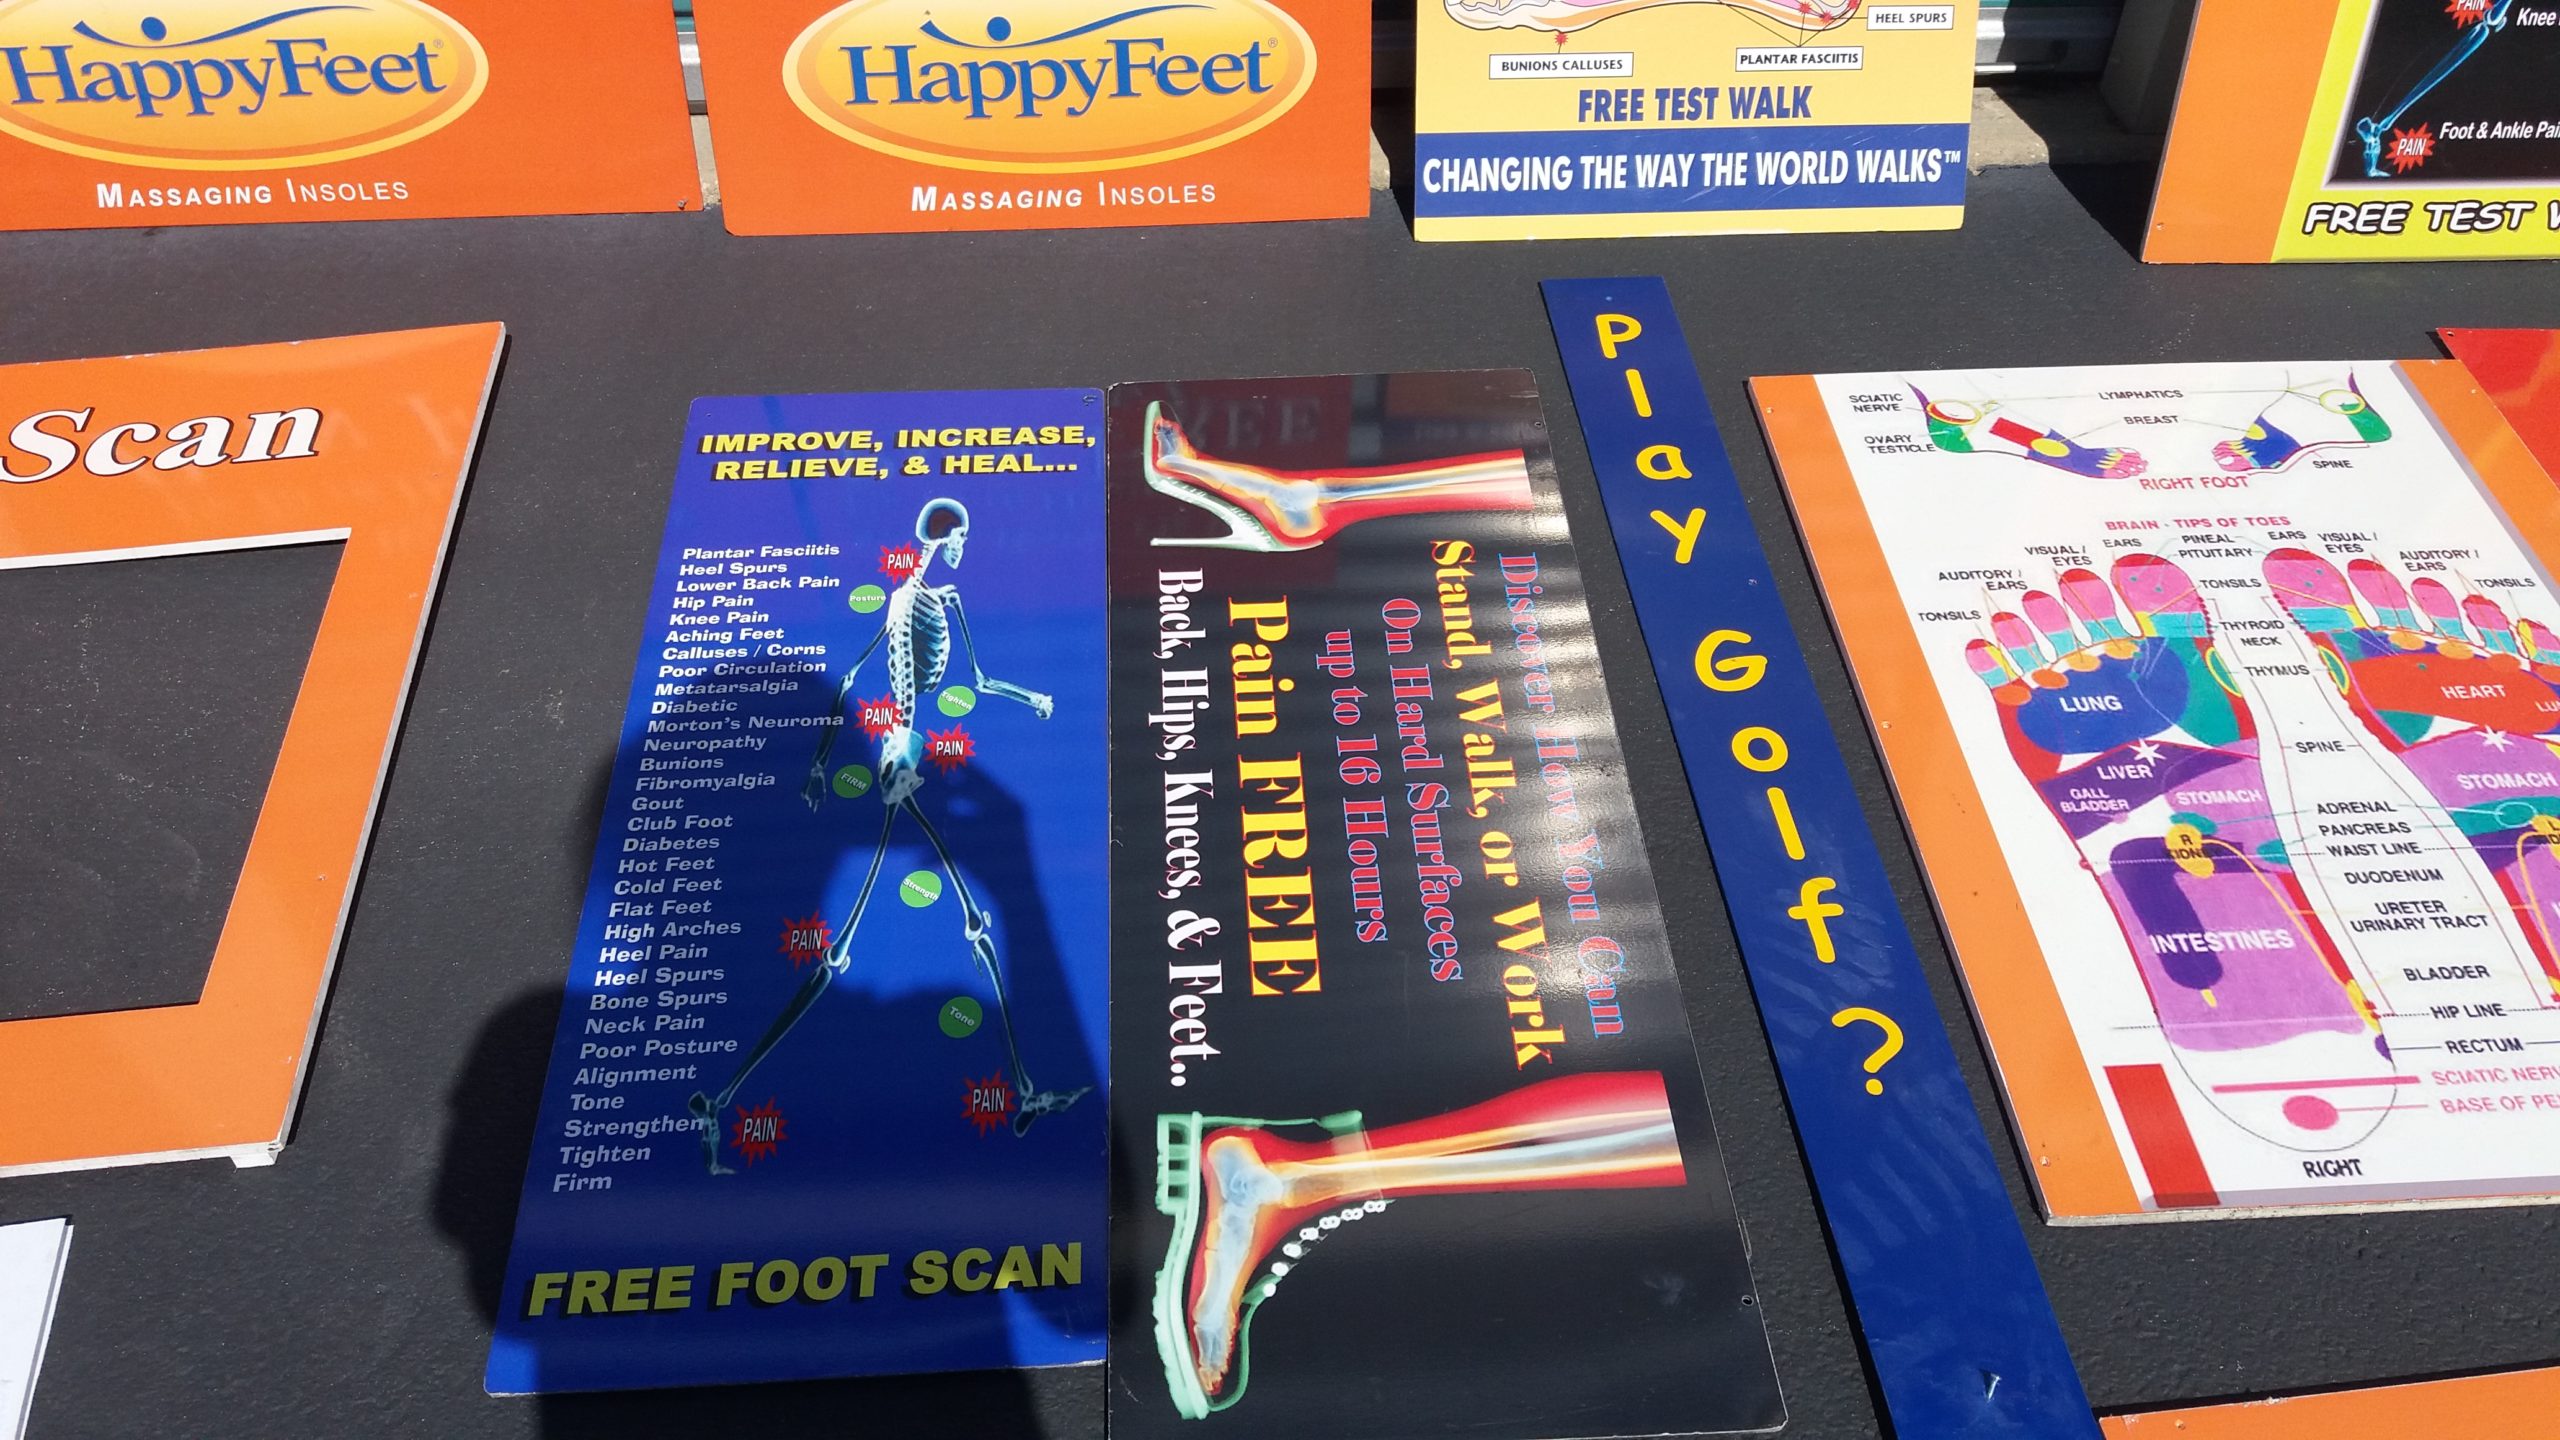 HappyFeet®
MASSAGING INSOLES
HappyFeet®
MASSAGING INSOLES
HEEL SPURS
BUNIONS CALLUSES
PLANTAR FASCIITIS
FREE TEST WALK
CHANGING THE WAY THE WORLD WALKS™
PAIN
Knee
Foot & Ankle
PAIN
FREE TEST
Scan
IMPROVE, INCREASE,
RELIEVE, & HEAL...
Plantar Fasciitis
Heel Spurs
Lower Back Pain
Hip Pain
Knee Pain
Aching Feet
Calluses / Corns
Poor Circulation
Metatarsalgia
Diabetic
Morton's Neuroma
Neuropathy
Bunions
Fibromyalgia
Gout
Club Foot
Diabetes
Hot Feet
Cold Feet
Flat Feet
High Arches
Heel Pain
Heel Spurs
Bone Spurs
Neck Pain
Poor Posture
Alignment
Tone
Strengthen
Tighten
Firm
PAIN
Posture
Tighten
PAIN
PAIN
FIRM
Strength
PAIN
Tone
PAIN
PAIN
FREE FOOT SCAN
Discover How You Can
Stand, Walk, or Work
On Hard Surfaces
up to 16 Hours
Pain FREE
Back, Hips, Knees, & Feet..
Play Golf ?
SCIATIC
NERVE
LYMPHATICS
BREAST
OVARY
TESTICLE
SPINE
RIGHT FOOT
BRAIN - TIPS OF TOES
VISUAL /
EYES
EARS
PINEAL
PITUITARY
EARS
VISUAL /
EYES
AUDITORY /
EARS
AUDITORY /
EARS
TONSILS
TONSILS
TONSILS
THYROID
NECK
THYMUS
LUNG
HEART
SPINE
LIVER
GALL
BLADDER
STOMACH
STOMACH
ADRENAL
PANCREAS
WAIST LINE
R
DUODENUM
URETER
URINARY TRACT
INTESTINES
BLADDER
HIP LINE
RECTUM
SCIATIC
BASE OF
RIGHT